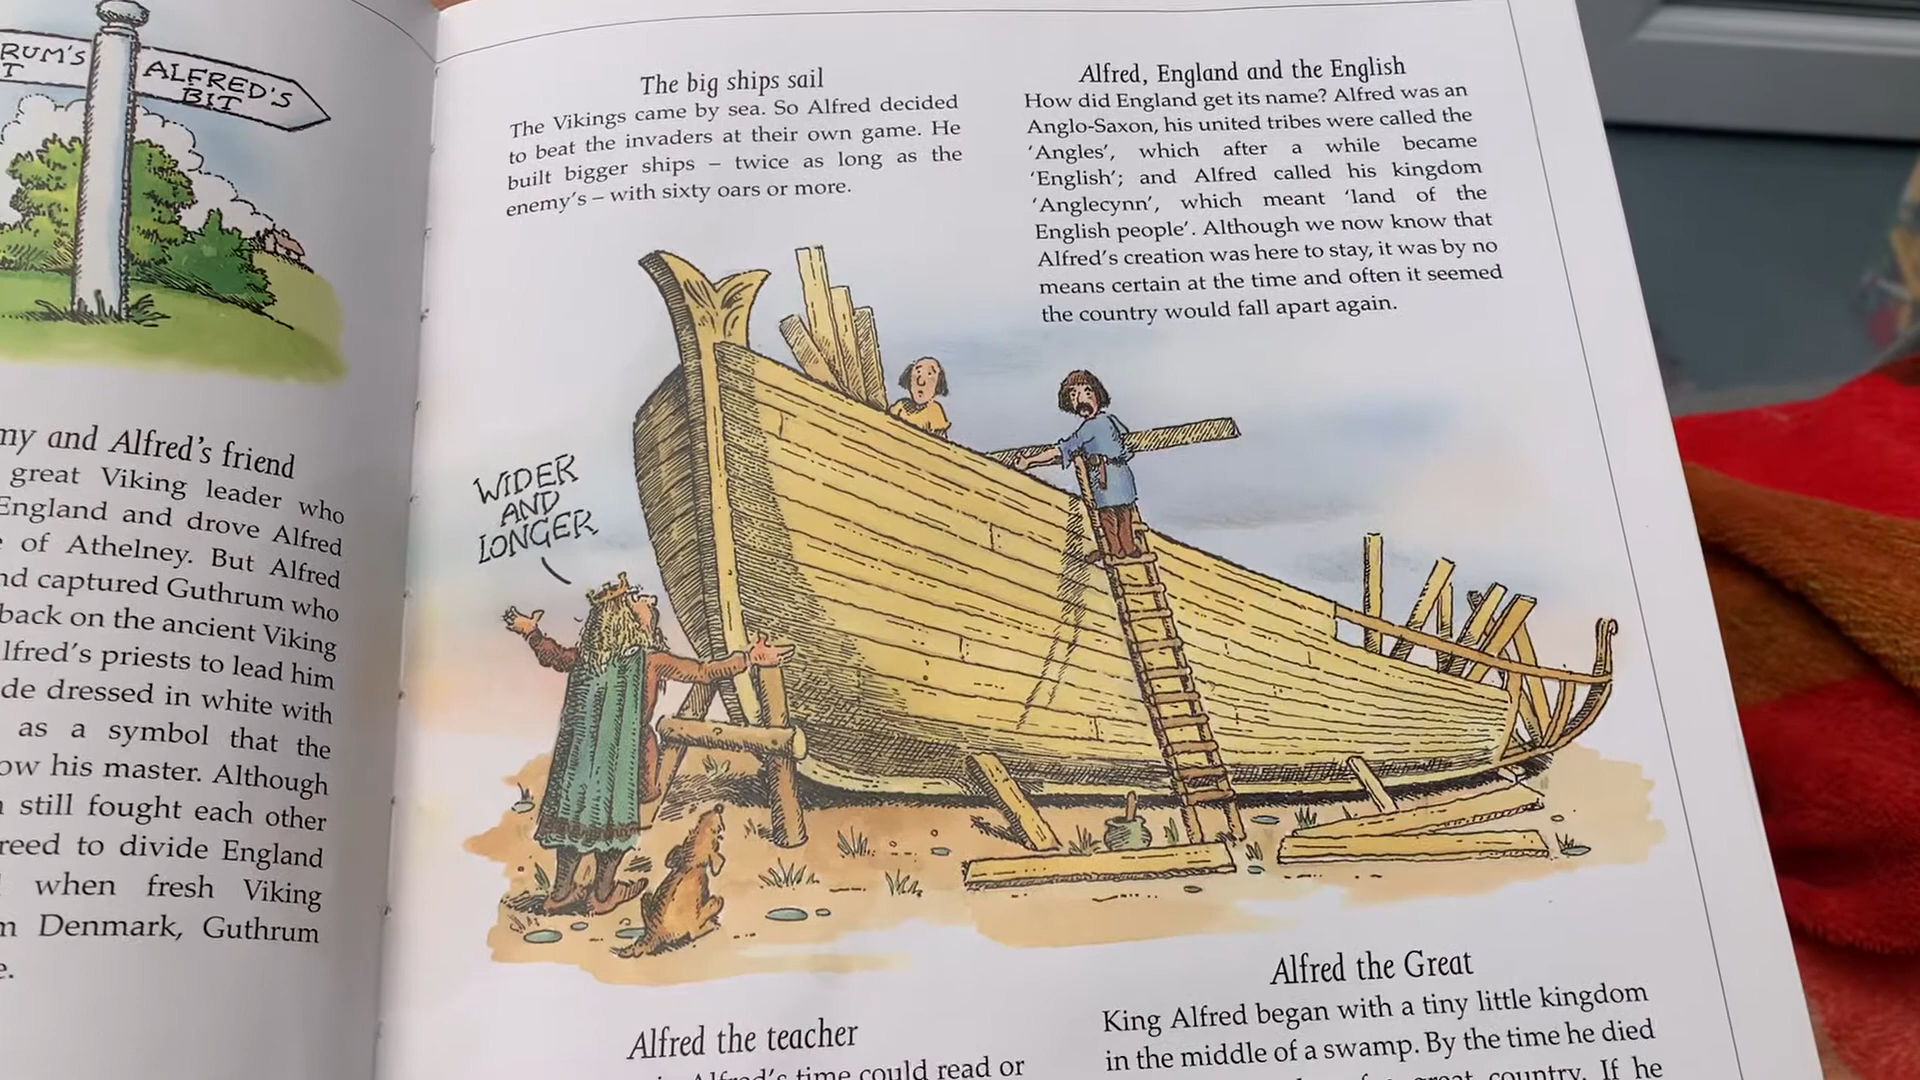 RUM'S
T
ALFRED'S
BIT
my and Alfred's friend
great Viking leader who
England and drove Alfred
of Athelney. But Alfred
nd captured Guthrum who
back on the ancient Viking
lfred's priests to lead him
de dressed in white with
as a symbol that the
ow his master. Although
still fought each other
reed to divide England
when fresh Viking
m Denmark, Guthrum
e.
The big ships sail
The Vikings came by sea. So Alfred decided
to beat the invaders at their own game. He
built bigger ships – twice as long as the
enemy's – with sixty oars or more.
Alfred, England and the English
How did England get its name? Alfred was an
Anglo-Saxon, his united tribes were called the
'Angles', which after a while became
'English'; and Alfred called his kingdom
'Anglecynn', which meant 'land of the
English people'. Although we now know that
Alfred's creation was here to stay, it was by no
means certain at the time and often it seemed
the country would fall apart again.
WIDER
AND
LONGER
Alfred the teacher
Alfred's time could read or
Alfred the Great
King Alfred began with a tiny little kingdom
in the middle of a swamp. By the time he died
great country. If he